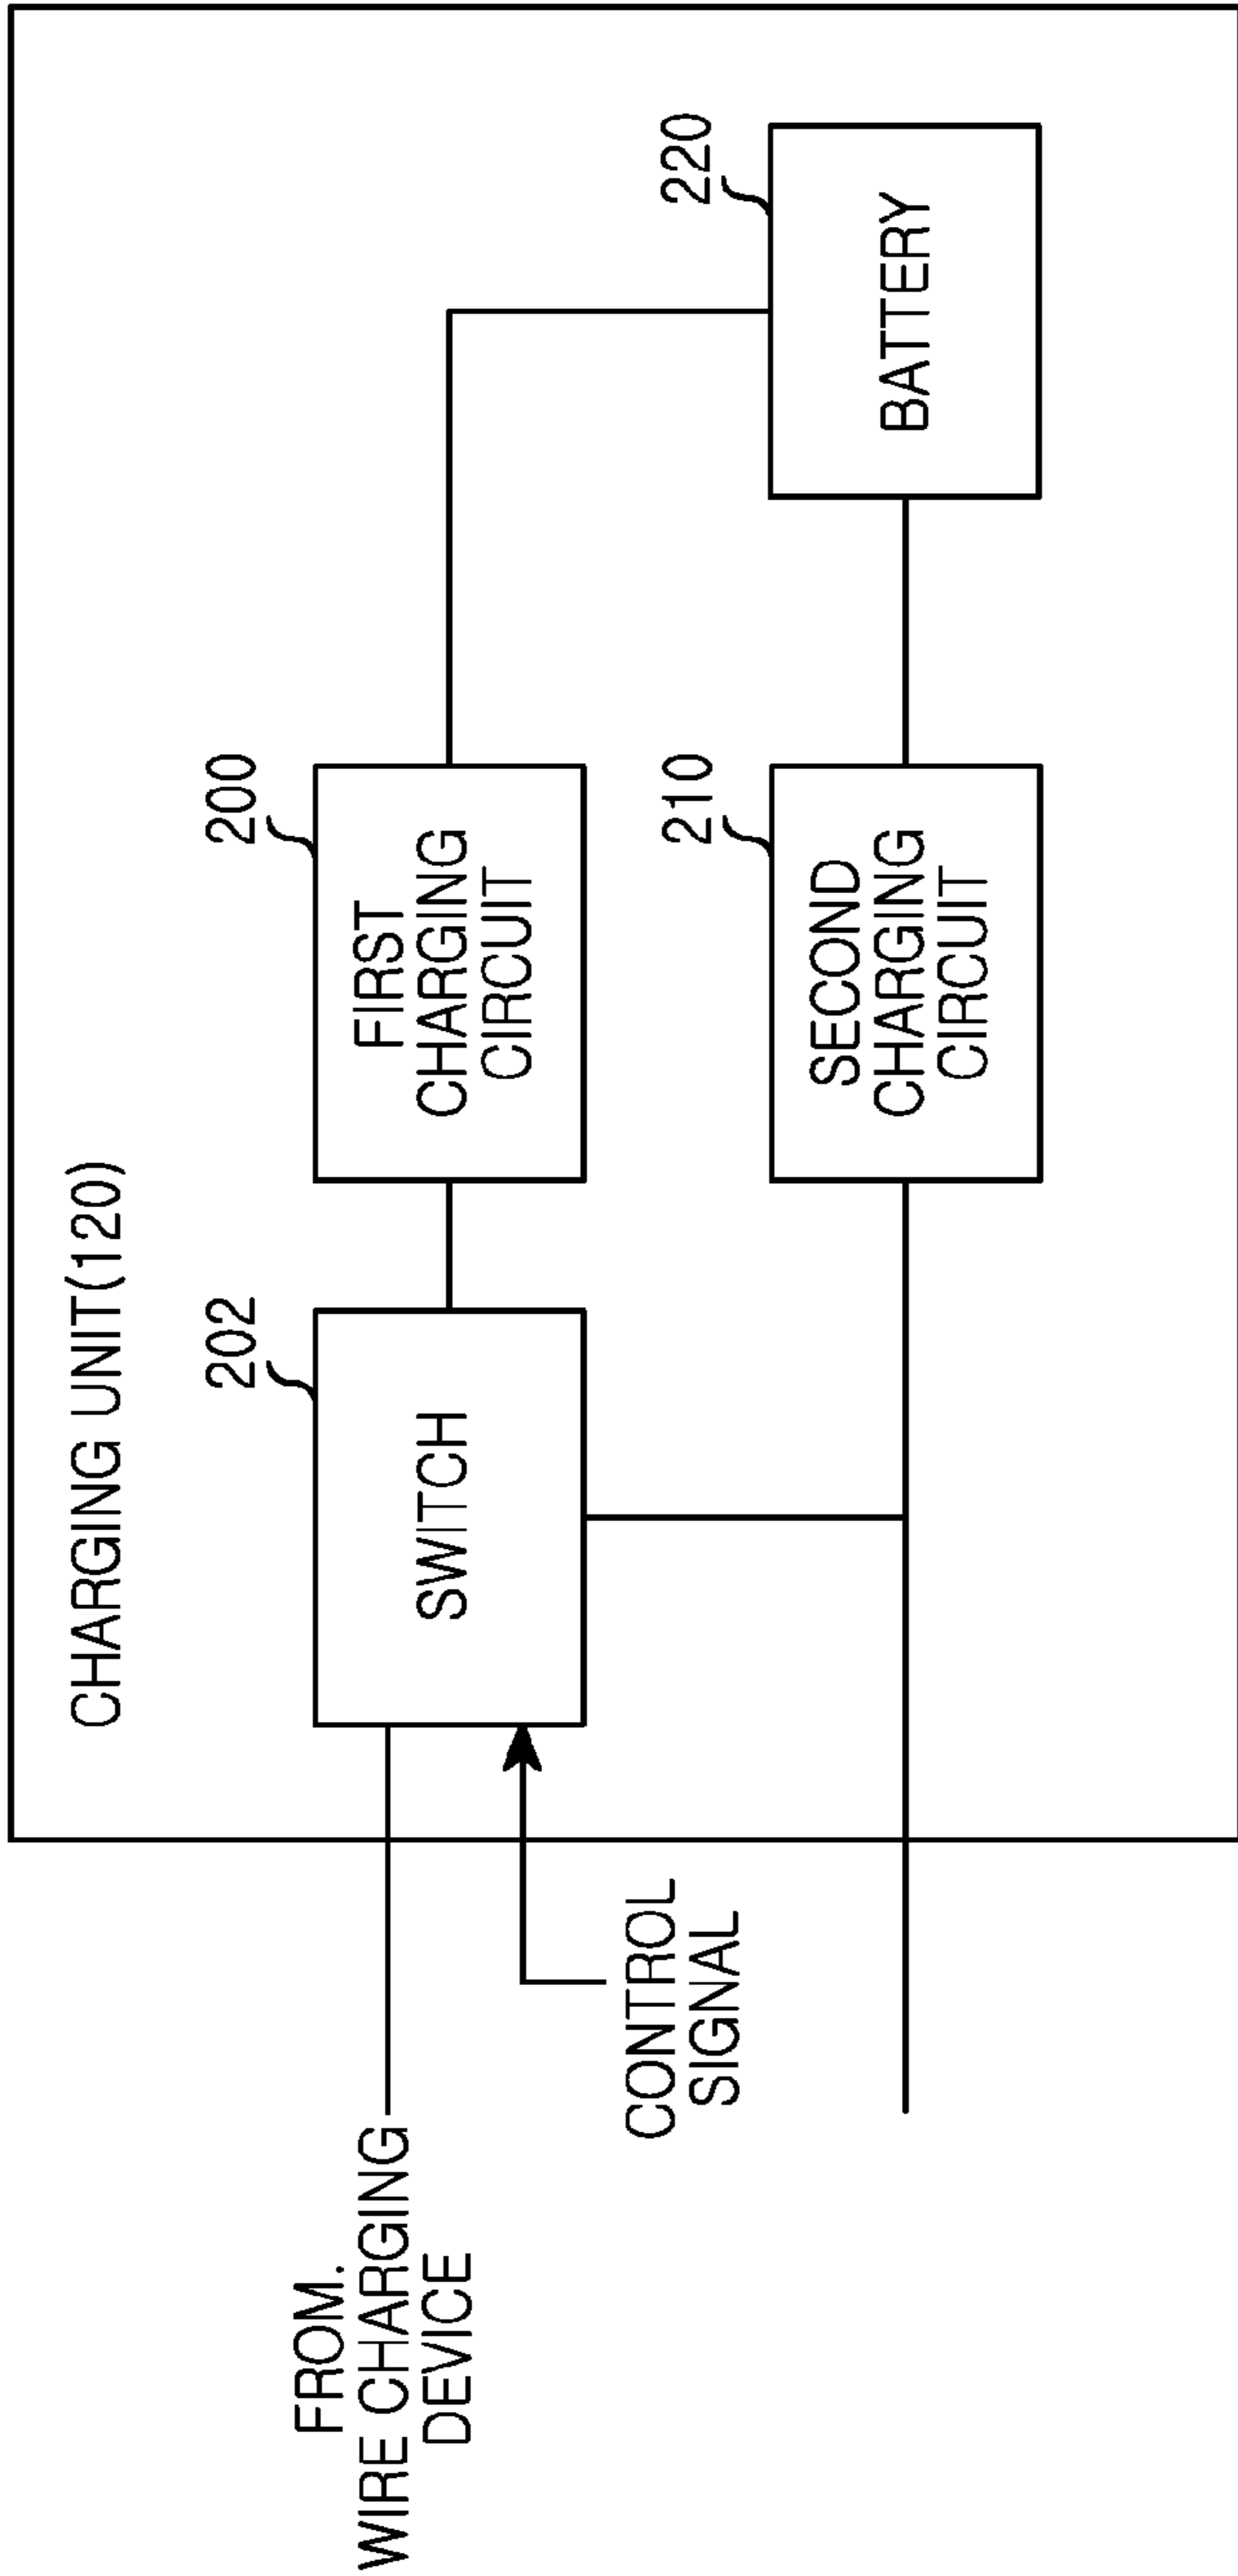 CHARGING UNIT(120)
202
200
SWITCH
FIRST
CHARGING
CIRCUIT
FROM.
WIRE CHARGING
DEVICE
CONTROL
SIGNAL
210
220
SECOND
CHARGING
CIRCUIT
BATTERY